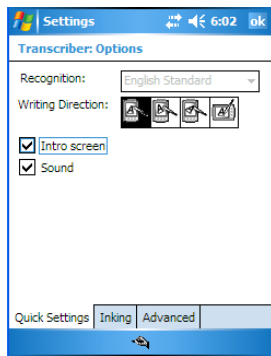 Settings 6:02 ok
Transcriber: Options
Recognition: English Standard
Writing Direction:
Intro screen
Sound
Quick Settings Inking Advanced